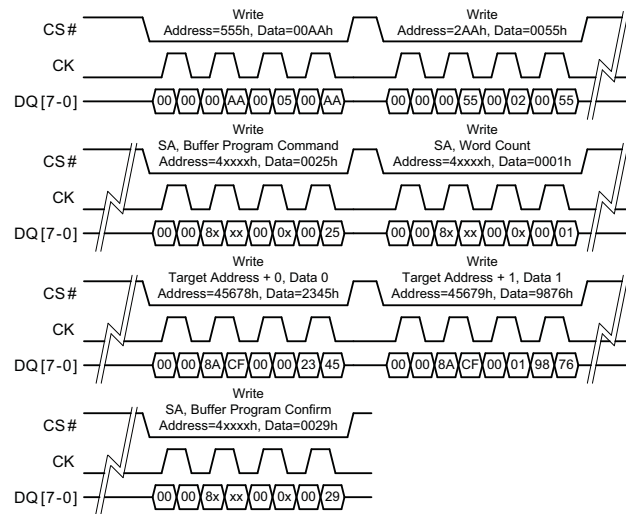 Write
Write
CS#
Address=555h, Data=00AAh
Address=2AAh, Data=0055h
CK
DQ[7-0]
00 00 00 AA 00 05 00 AA
00 00 00 55 00 02 00 55
Write
Write
SA, Buffer Program Command
SA, Word Count
CS#
Address=4xxxxh, Data=0025h
Address=4xxxxh, Data=0001h
CK
DQ[7-0]
00 00 8x xx 00 0x 00 25
00 00 8x xx 00 0x 00 01
Write
Write
Target Address + 0, Data 0
Target Address + 1, Data 1
CS#
Address=45678h, Data=2345h
Address=45679h, Data=9876h
CK
DQ[7-0]
00 00 8A CF 00 00 23 45
00 00 8A CF 00 01 98 76
Write
SA, Buffer Program Confirm
CS#
Address=4xxxxh, Data=0029h
CK
DQ[7-0]
00 00 8x xx 00 0x 00 29